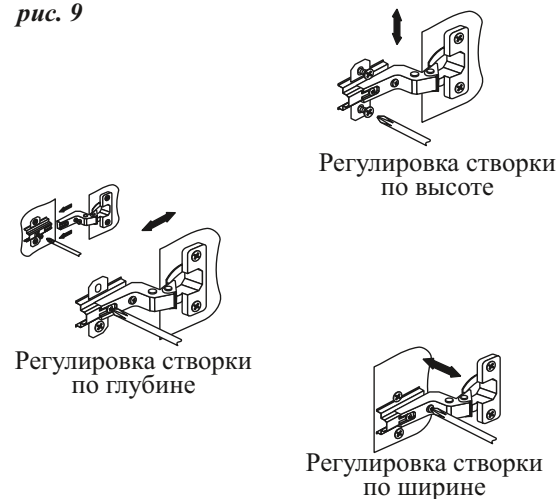 рис. 9
Регулировка створки
по высоте
Регулировка створки
по глубине
Регулировка створки
по ширине